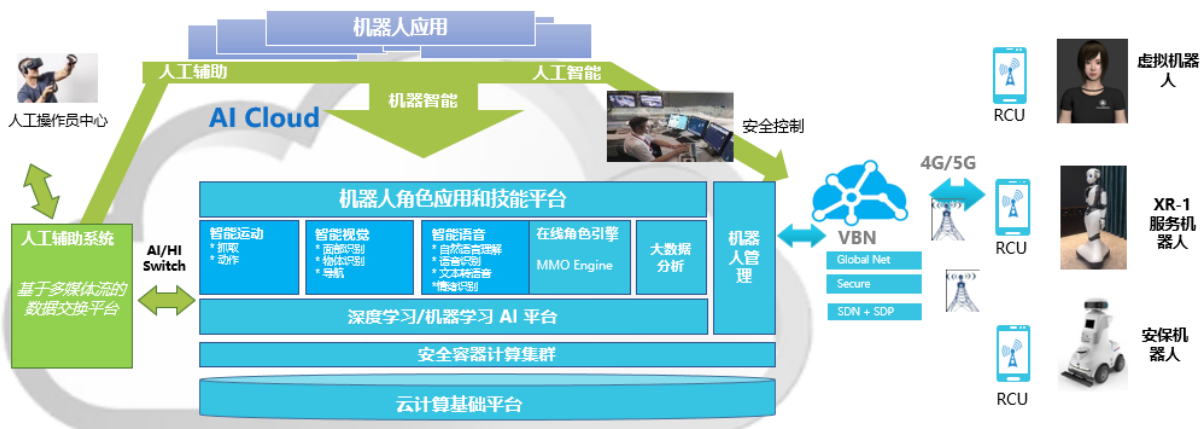 机器人应用
人工辅助
人工智能
机器智能
AI Cloud
人工操作员中心
安全控制
人工辅助系统
基于多媒体流的
数据交换平台
AI/HI
Switch
机器人角色应用和技能平台
智能运动
* 抓取
* 动作
智能视觉
* 面部识别
* 物体识别
* 导航
智能语音
* 自然语言理解
* 语音识别
* 文本转语音
*情绪识别
在线角色引擎
MMO Engine
大数据
分析
机器
人管
理
深度学习/机器学习 AI 平台
安全容器计算集群
云计算基础平台
VBN
Global Net
Secure
SDN + SDP
4G/5G
RCU
虚拟机器
人
RCU
XR-1
服务机
器人
RCU
安保机
器人